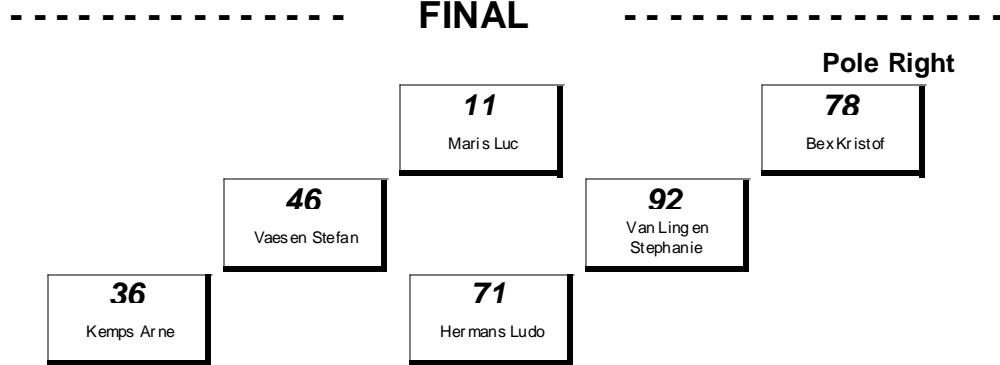 FINAL
Pole Right
11
Maris Luc
78
Bex Kristof
46
Vaesen Stefan
92
Van Lingen
Stephanie
36
Kemps Arne
71
Hermans Ludo